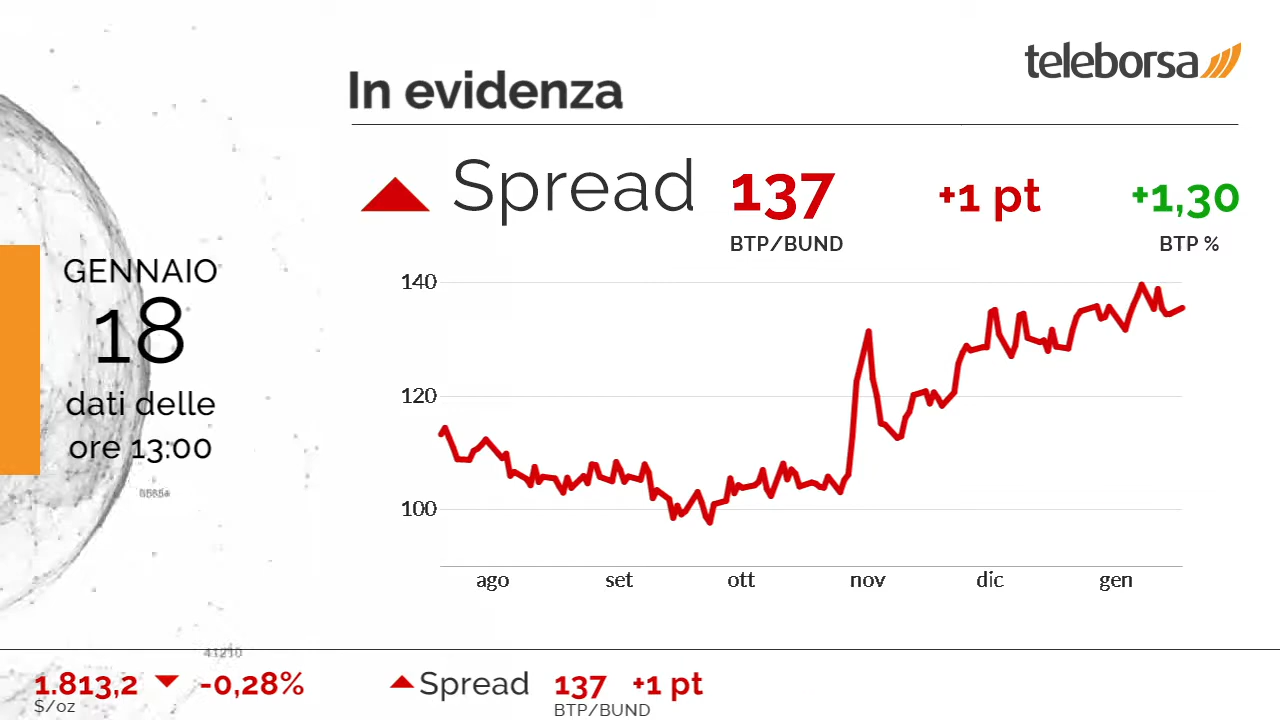 teleborsa
In evidenza
Spread 137 +1 pt +1,30
BTP/BUND BTP %
GENNAIO
18
dati delle
ore 13:00
140
120
100
ago set ott nov dic gen
41210
1.813,2 -0,28% Spread 137 +1 pt
$/oz BTP/BUND